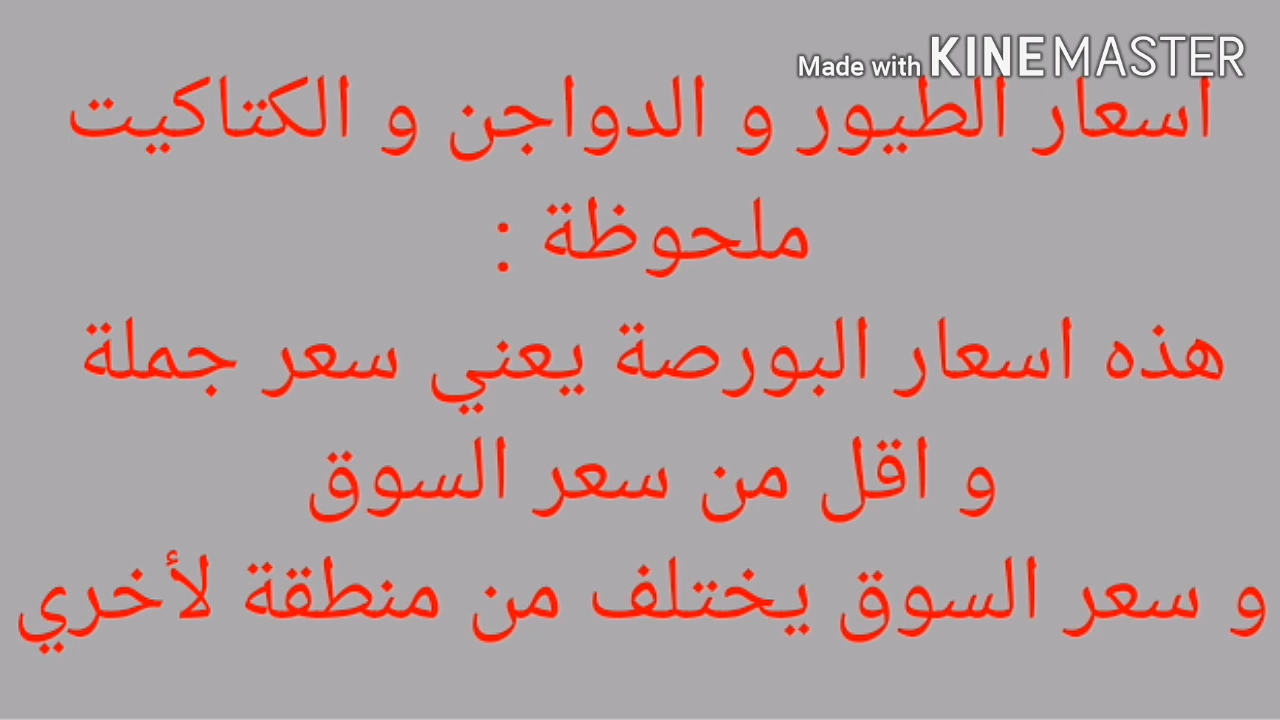 Made with KINEMASTER
اسعار الطيور و الدواجن و الكتاكيت
ملحوظة :
هذه اسعار البورصة يعني سعر جملة
و اقل من سعر السوق
و سعر السوق يختلف من منطقة لأخري